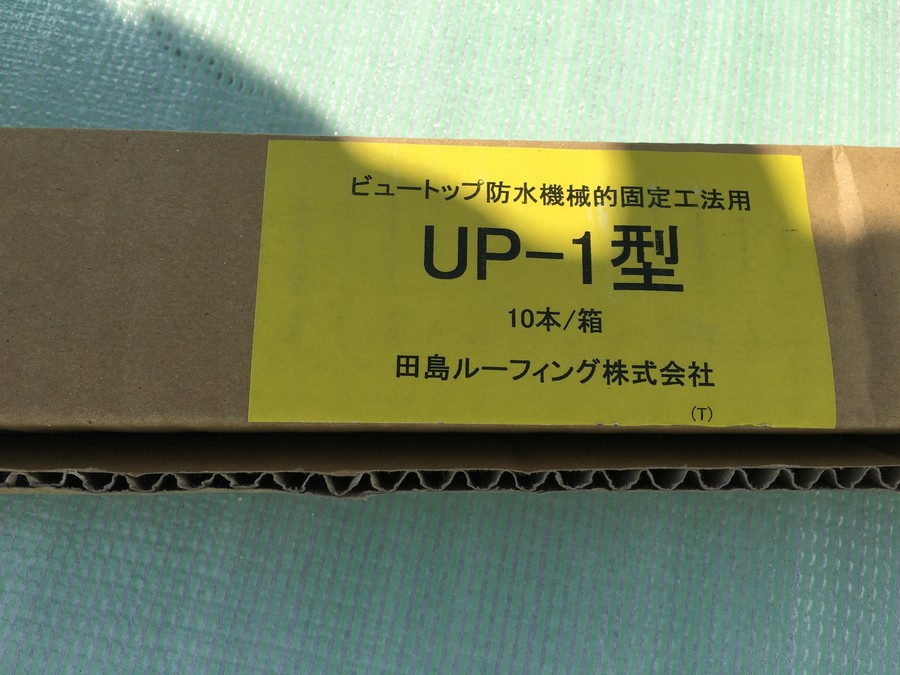 ビュートップ防水機械的固定工法用
UP-1型
10本/箱
田島ルーフィング株式会社
(T)